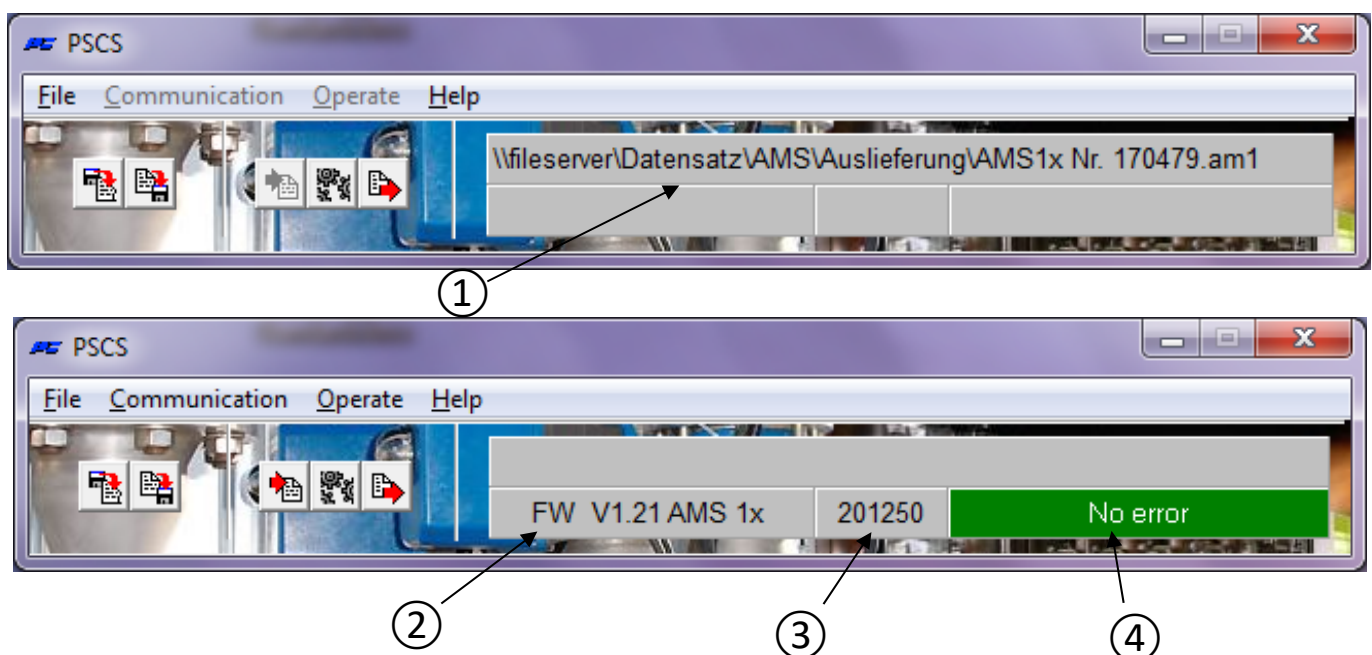 PSCS
File Communication Operate Help
\\fileserver\Datensatz\AMS\Auslieferung\AMS1x Nr. 170479.am1
1
PSCS
File Communication Operate Help
FW V1.21 AMS 1x 201250 No error
2 3 4